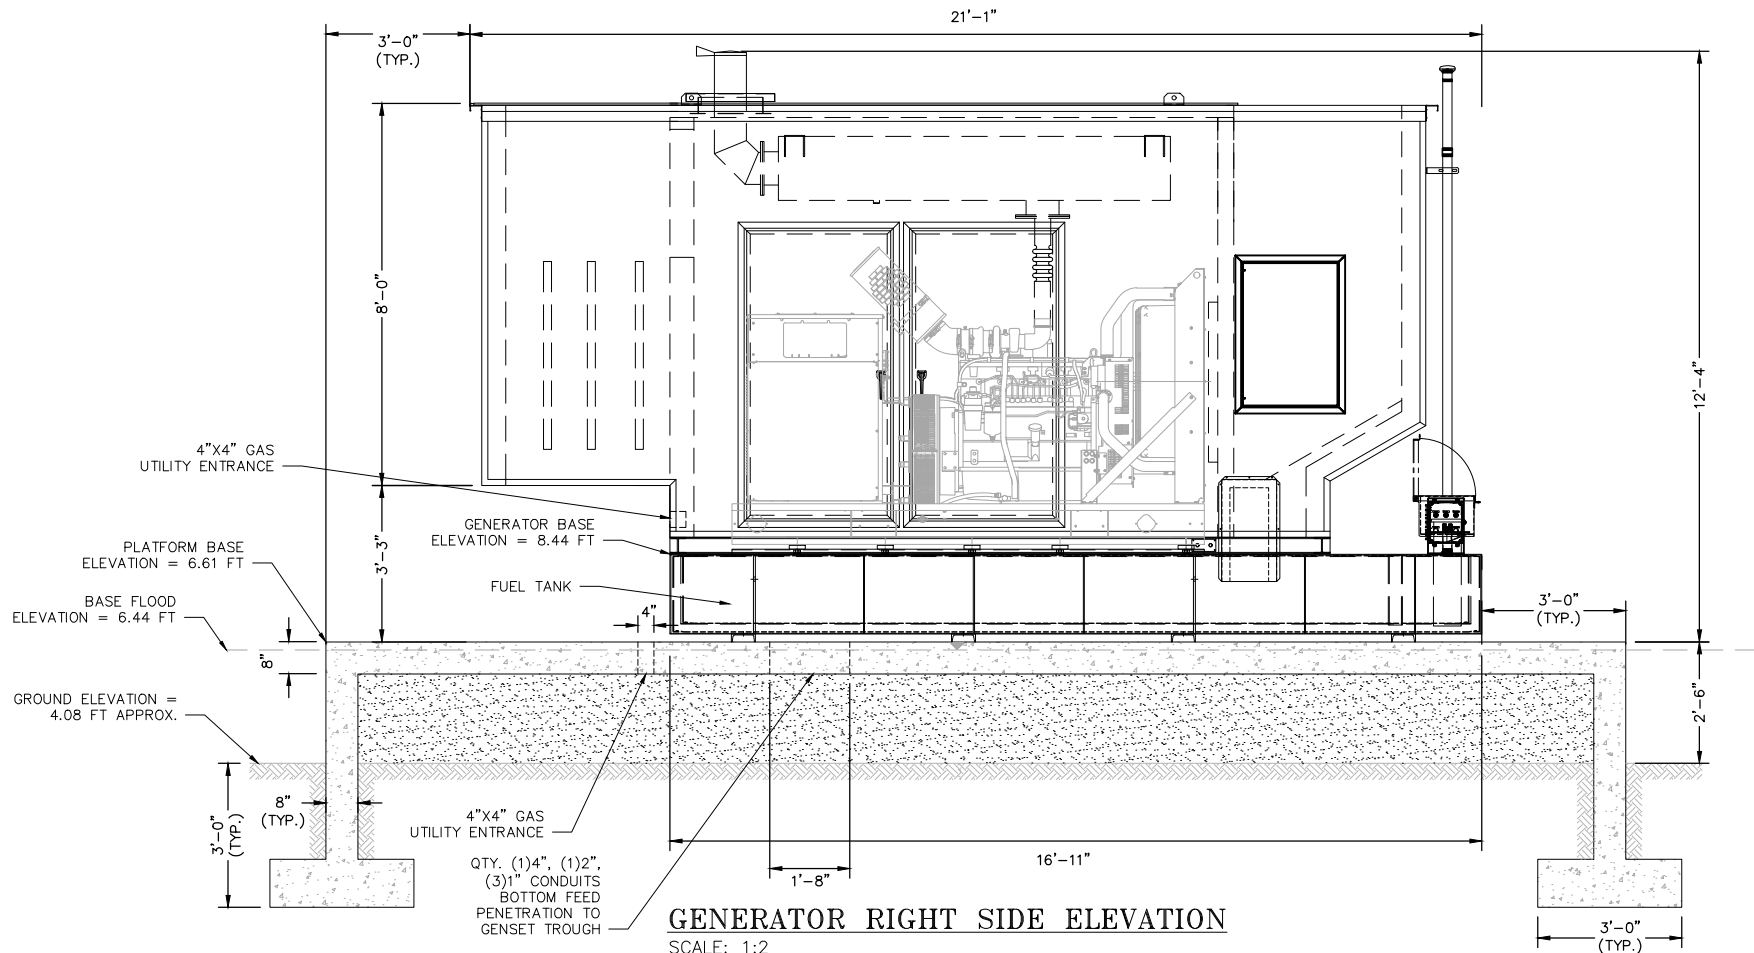 21'-1"
3'-0"
(TYP.)
8'-0"
12'-4"
4"X4" GAS
UTILITY ENTRANCE
GENERATOR BASE
ELEVATION = 8.44 FT
PLATFORM BASE
ELEVATION = 6.61 FT
3'-3"
FUEL TANK
BASE FLOOD
ELEVATION = 6.44 FT
4"
3'-0"
(TYP.)
8"
GROUND ELEVATION =
4.08 FT APPROX.
2'-6"
8"
(TYP.)
3'-0"
(TYP.)
4"X4" GAS
UTILITY ENTRANCE
16'-11"
QTY. (1)4", (1)2",
(3)1" CONDUITS
BOTTOM FEED
PENETRATION TO
GENSET TROUGH
1'-8"
GENERATOR RIGHT SIDE ELEVATION
SCALE: 1:2
3'-0"
(TYP.)